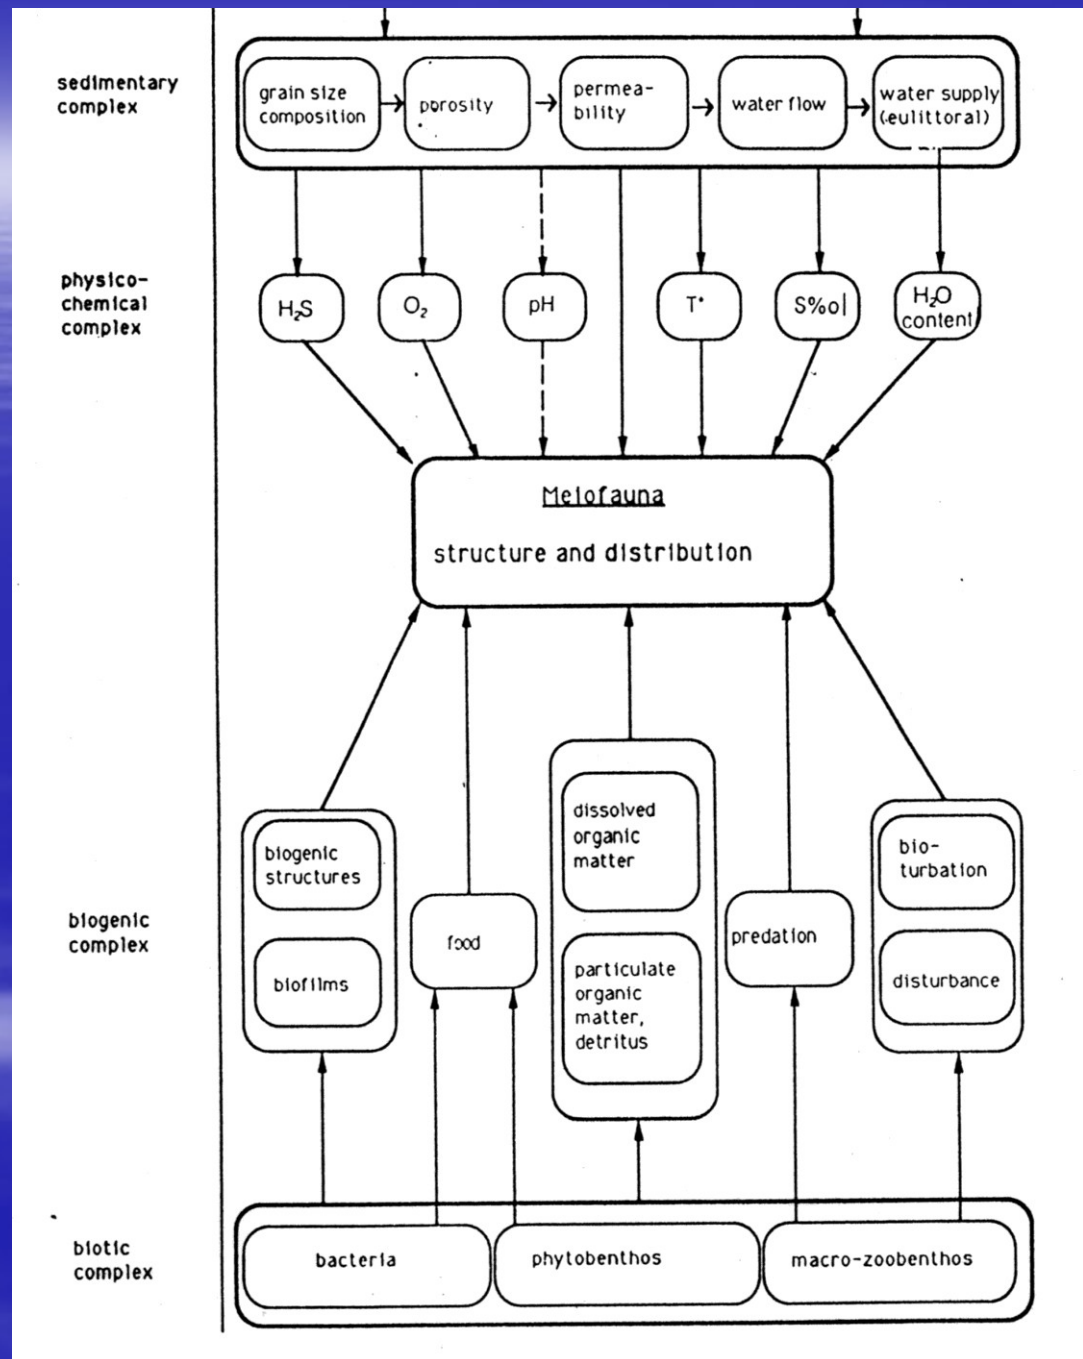 sedimentary
complex
grain size
composition
porosity
permea-
bility
water flow
water supply
(eulittoral)
physico-
chemical
complex
H₂S
O₂
pH
T°
S%o
H₂O
content
Meiofauna
structure and distribution
biogenic
complex
biogenic
structures
biofilms
food
dissolved
organic
matter
particulate
organic
matter,
detritus
predation
bio-
turbation
disturbance
biotic
complex
bacteria
phytobenthos
macro-zoobenthos